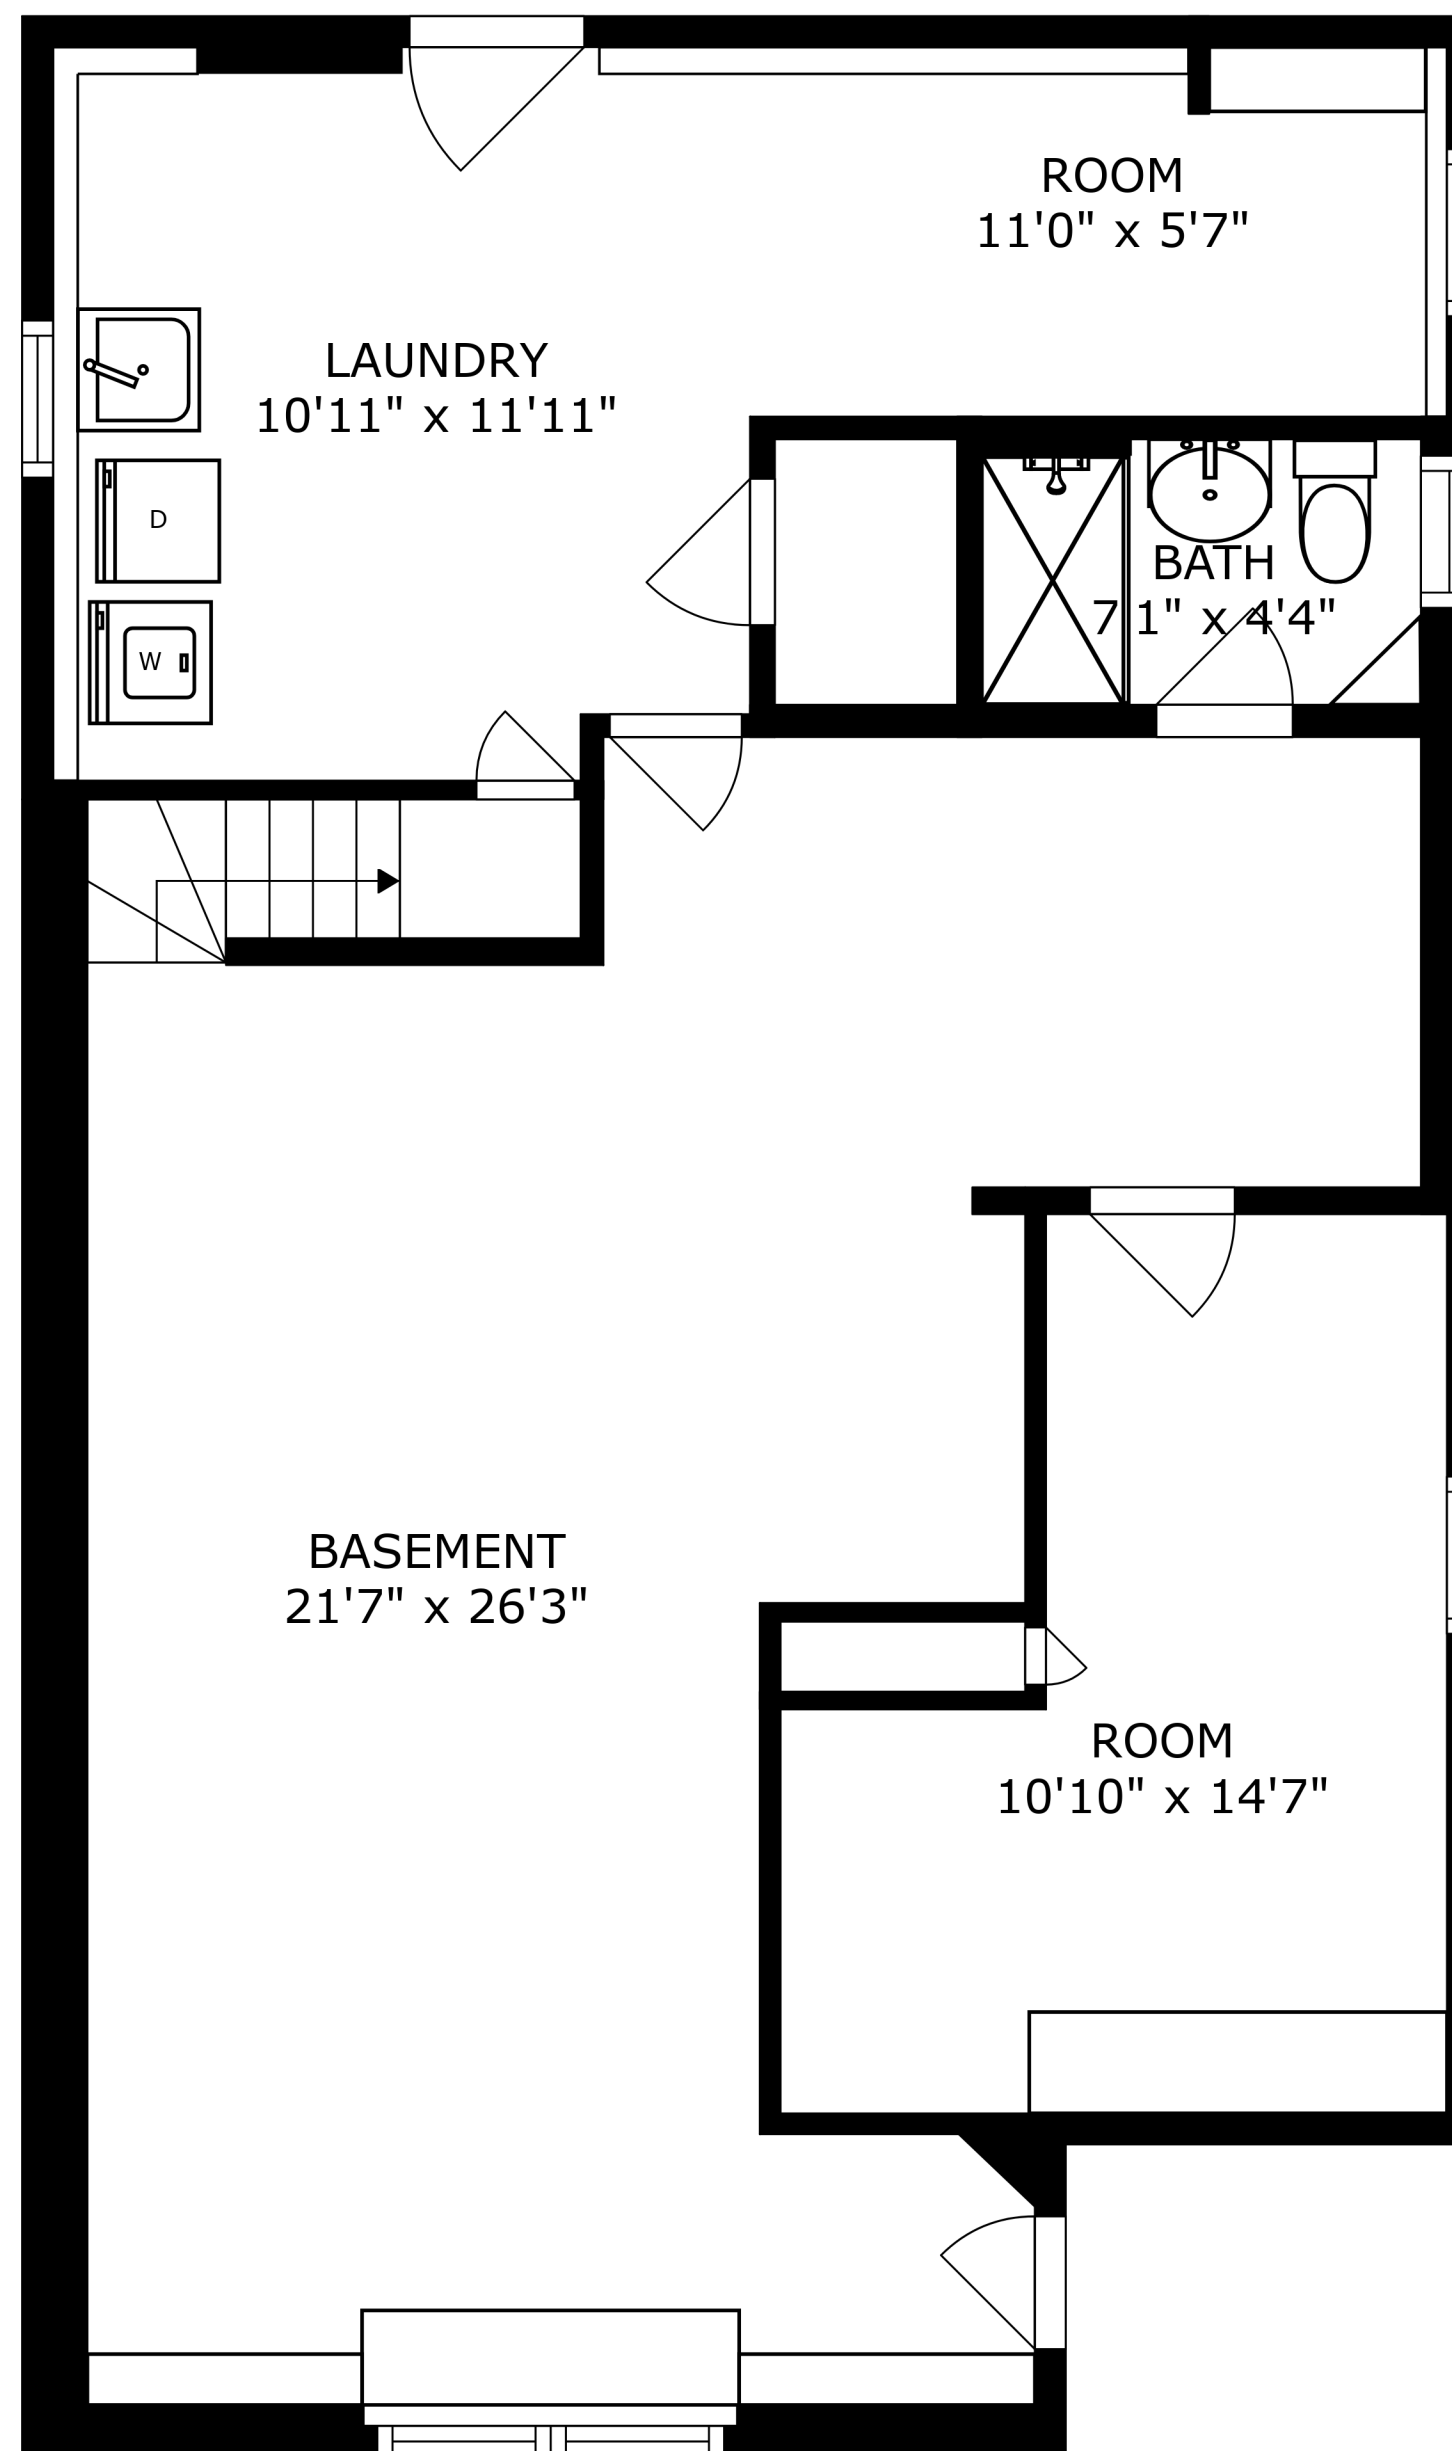 ROOM
11'0" x 5'7"
LAUNDRY
10'11" x 11'11"
D
W
BATH
7'1" x 4'4"
BASEMENT
21'7" x 26'3"
ROOM
10'10" x 14'7"